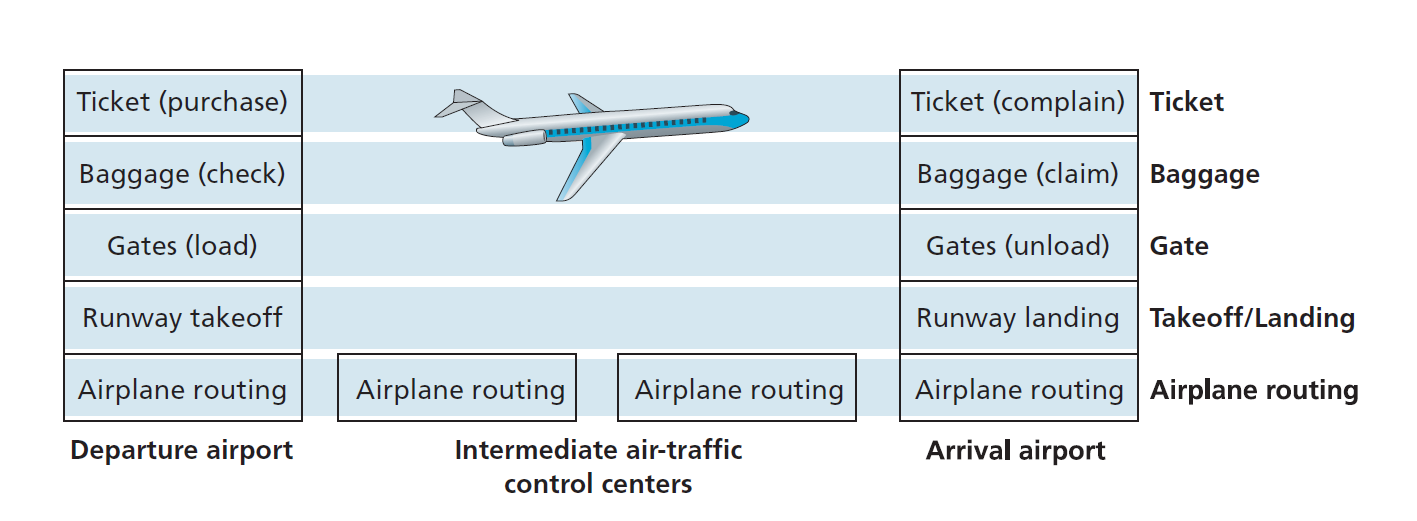 Ticket (purchase)
Ticket (complain)
Ticket
Baggage (check)
Baggage (claim)
Baggage
Gates (load)
Gates (unload)
Gate
Runway takeoff
Runway landing
Takeoff/Landing
Airplane routing
Airplane routing
Airplane routing
Airplane routing
Airplane routing
Departure airport
Intermediate air-traffic
control centers
Arrival airport